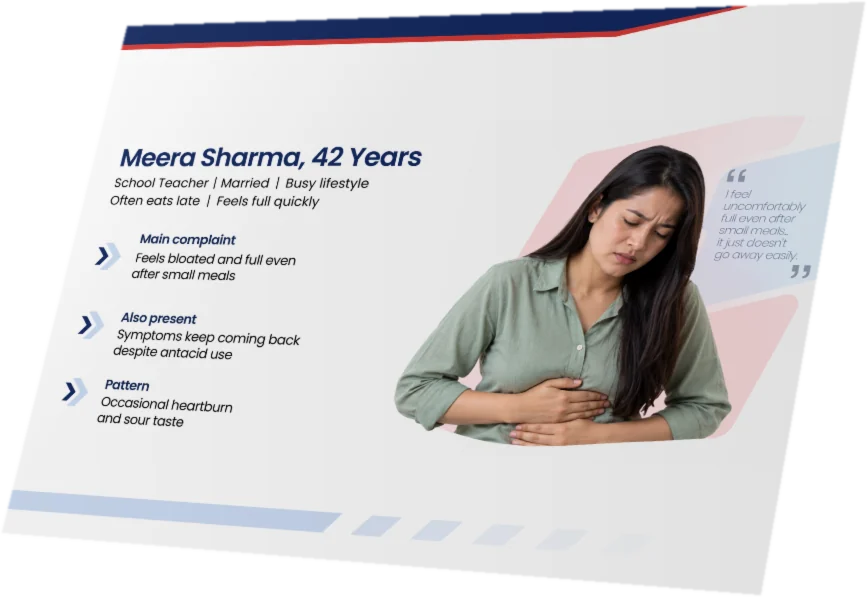 Meera Sharma, 42 Years
School Teacher | Married | Busy lifestyle
Often eats late | Feels full quickly
Main complaint
Feels bloated and full even
after small meals
Also present
Symptoms keep coming back
despite antacid use
Pattern
Occasional heartburn
and sour taste
“
I feel
uncomfortably
full even after
small meals_
it just doesn't
go away easily.
”